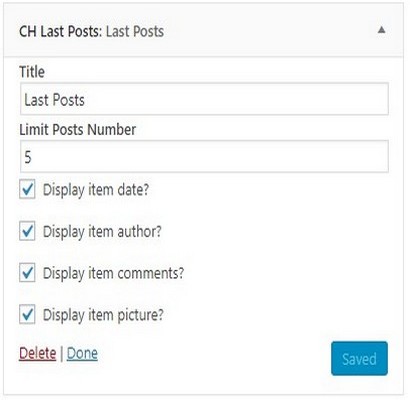 CH Last Posts: Last Posts
Title
Last Posts
Limit Posts Number
5
Display item date?
Display item author?
Display item comments?
Display item picture?
Delete | Done
Saved